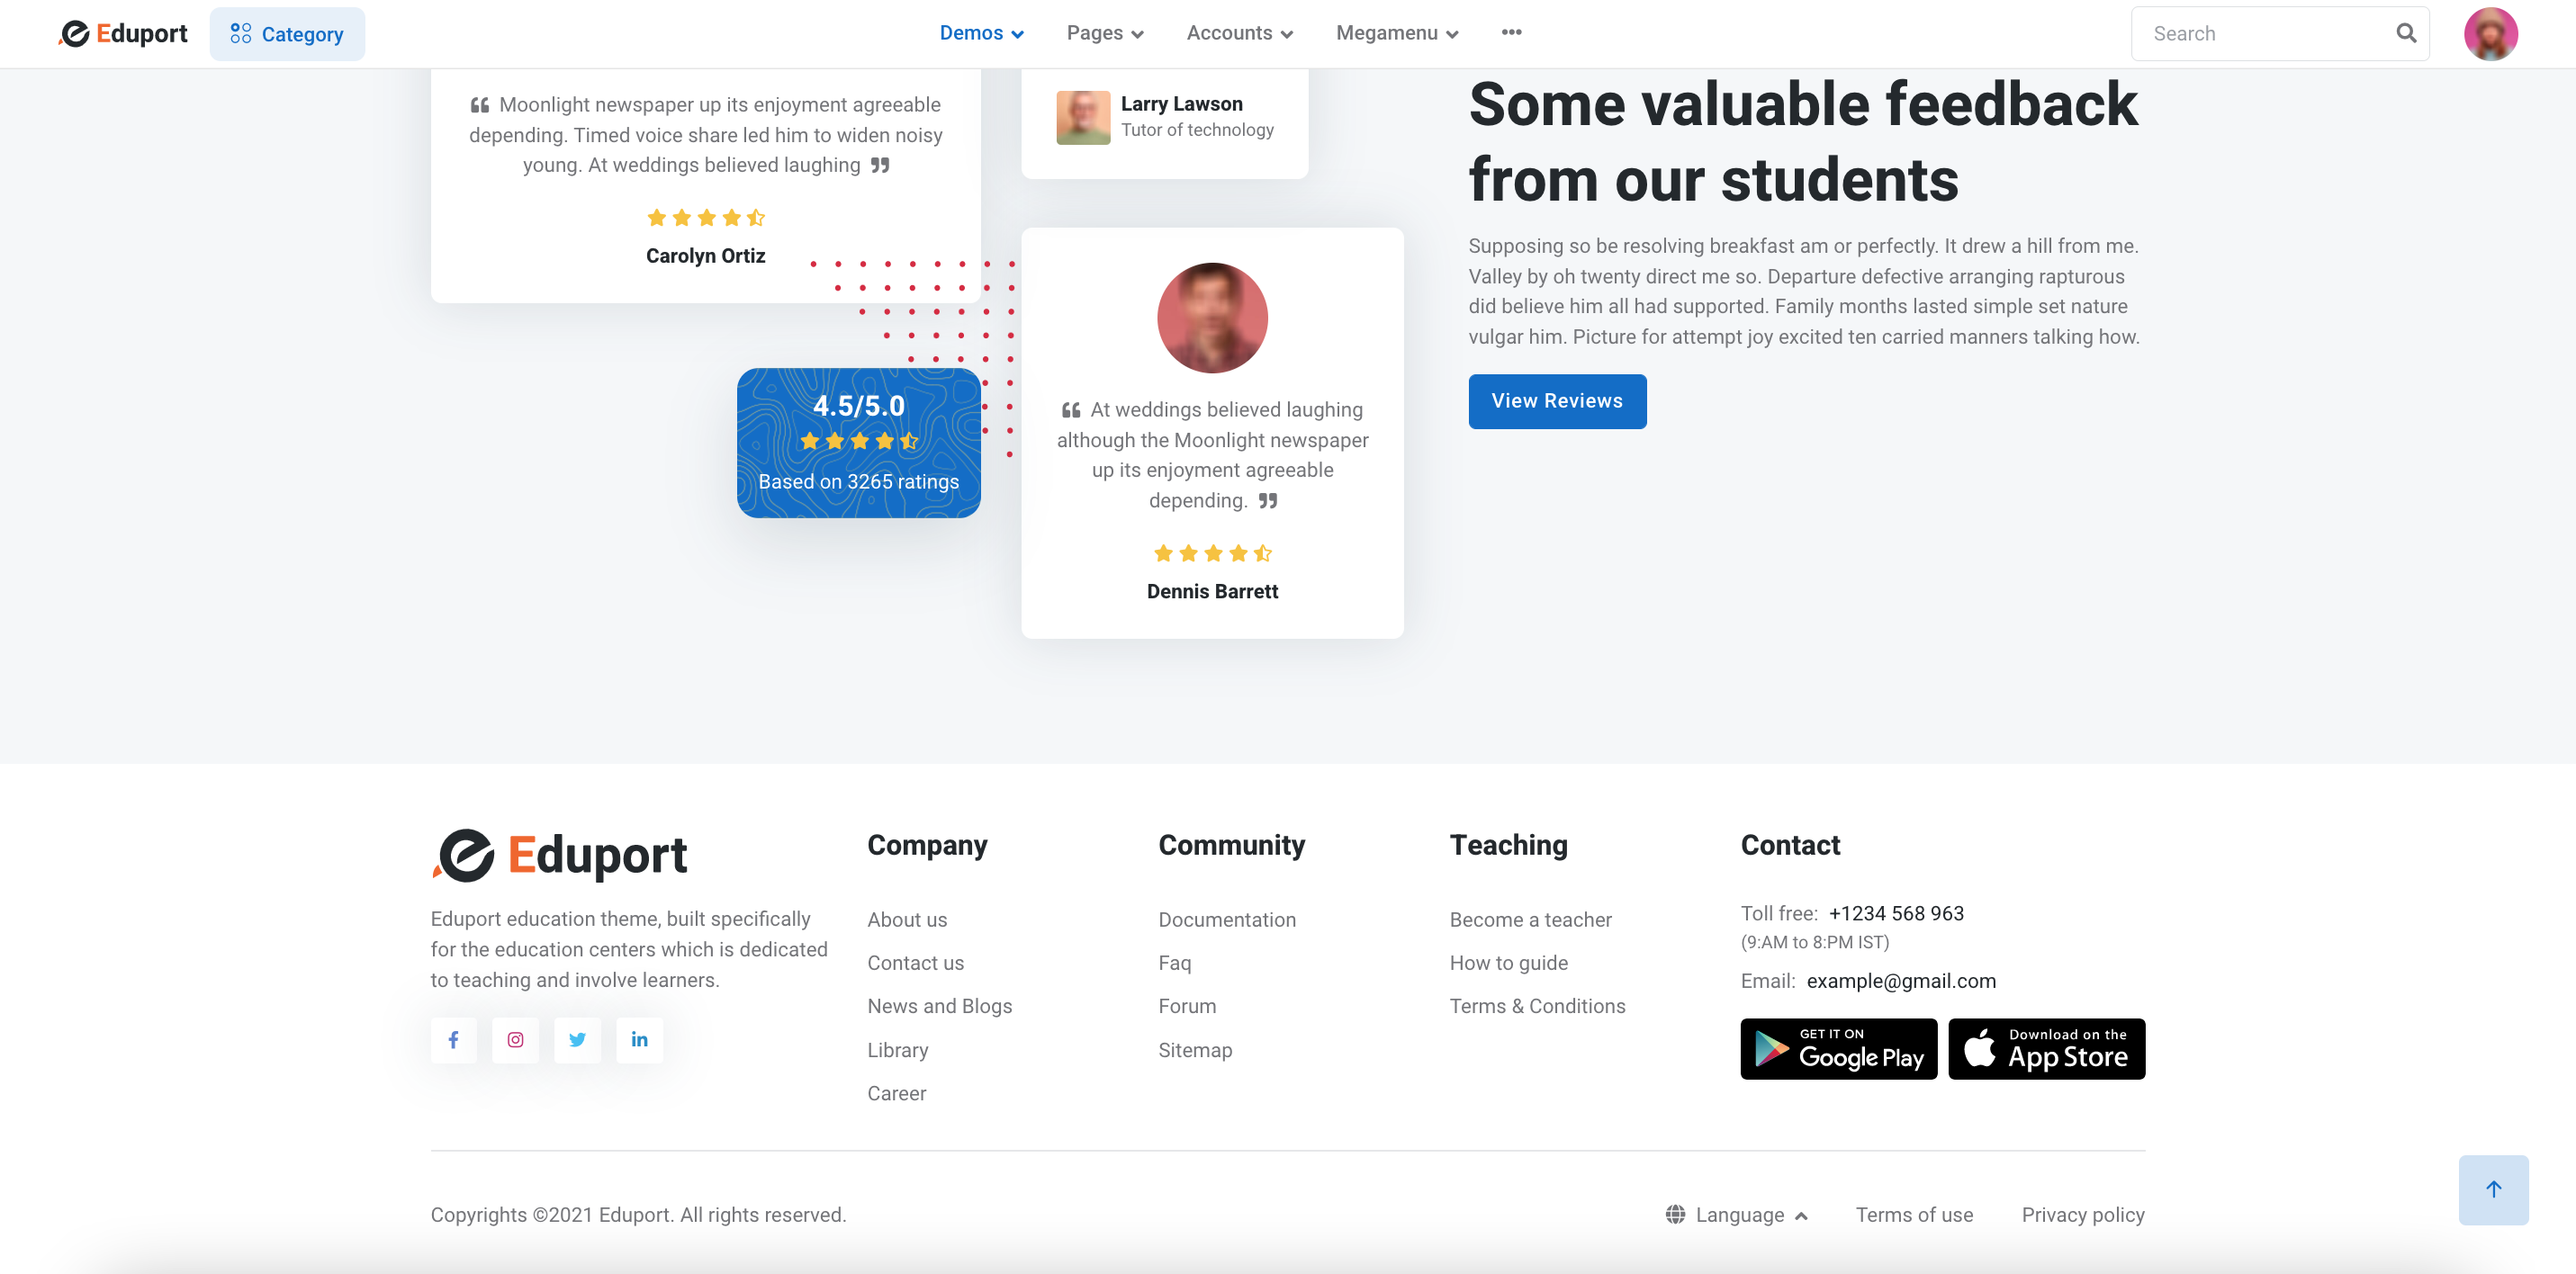 Eduport
Category
Demos
Pages
Accounts
Megamenu
Search
“ Moonlight newspaper up its enjoyment agreeable
depending. Timed voice share led him to widen noisy
young. At weddings believed laughing ”
Carolyn Ortiz
Larry Lawson
Tutor of technology
4.5/5.0
Based on 3265 ratings
“ At weddings believed laughing
although the Moonlight newspaper
up its enjoyment agreeable
depending. ”
Dennis Barrett
Some valuable feedback
from our students
Supposing so be resolving breakfast am or perfectly. It drew a hill from me.
Valley by oh twenty direct me so. Departure defective arranging rapturous
did believe him all had supported. Family months lasted simple set nature
vulgar him. Picture for attempt joy excited ten carried manners talking how.
View Reviews
Eduport
Eduport education theme, built specifically
for the education centers which is dedicated
to teaching and involve learners.
Company
About us
Contact us
News and Blogs
Library
Career
Community
Documentation
Faq
Forum
Sitemap
Teaching
Become a teacher
How to guide
Terms & Conditions
Contact
Toll free: +1234 568 963
(9:AM to 8:PM IST)
Email: example@gmail.com
GET IT ON
Google Play
Download on the
App Store
Copyrights ©2021 Eduport. All rights reserved.
Language
Terms of use
Privacy policy